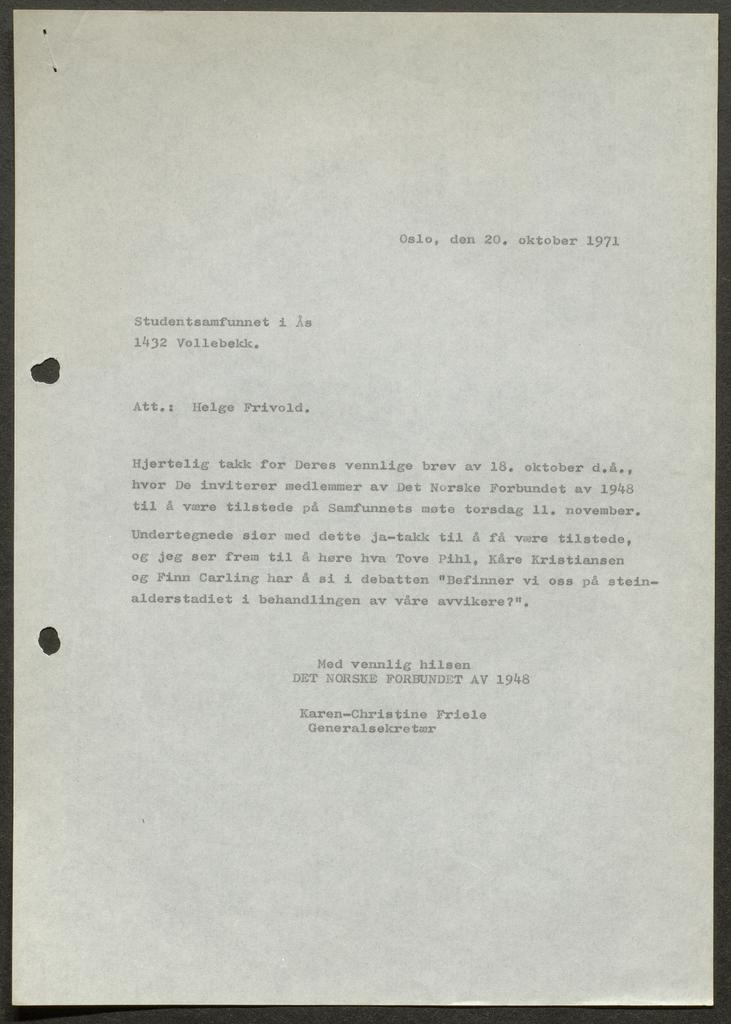 Oslo, den 20. oktober 1971
Studentsamfunnet i Ås
1432 Vollebekk.
Att.: Helge Frivold.
Hjertelig takk for Deres vennlige brev av 18. oktober d.å.,
hvor De inviterer medlemmer av Det Norske Forbundet av 1948
til å være tilstede på Samfunnets møte torsdag 11. november.
Undertegnede sier med dette ja-takk til å få være tilstede,
og jeg ser frem til å høre hva Tove Pihl, Kåre Kristiansen
og Finn Carling har å si i debatten "Befinner vi oss på stein-
alderstadiet i behandlingen av våre avvikere?".
Med vennlig hilsen
DET NORSKE FORBUNDET AV 1948
Karen-Christine Friele
Generalsekretær